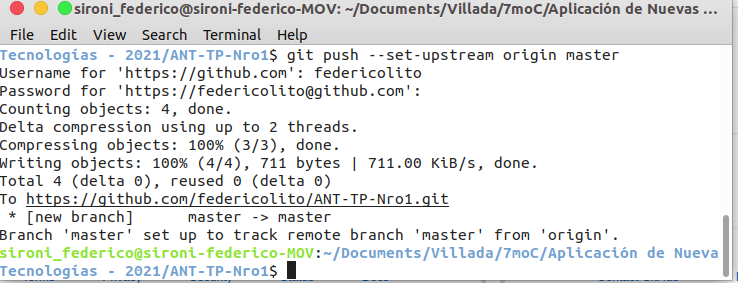 sironi_federico@sironi-federico-MOV: ~/Documents/Villada/7moC/Aplicación de Nuevas ...
File Edit View Search Terminal Help
Tecnologías - 2021/ANT-TP-Nro1$ git push --set-upstream origin master
Username for 'https://github.com': federicolito
Password for 'https://federicolito@github.com':
Counting objects: 4, done.
Delta compression using up to 2 threads.
Compressing objects: 100% (3/3), done.
Writing objects: 100% (4/4), 711 bytes | 711.00 KiB/s, done.
Total 4 (delta 0), reused 0 (delta 0)
To https://github.com/federicolito/ANT-TP-Nro1.git
 * [new branch]      master -> master
Branch 'master' set up to track remote branch 'master' from 'origin'.
sironi_federico@sironi-federico-MOV:~/Documents/Villada/7moC/Aplicación de Nueva
Tecnologías - 2021/ANT-TP-Nro1$